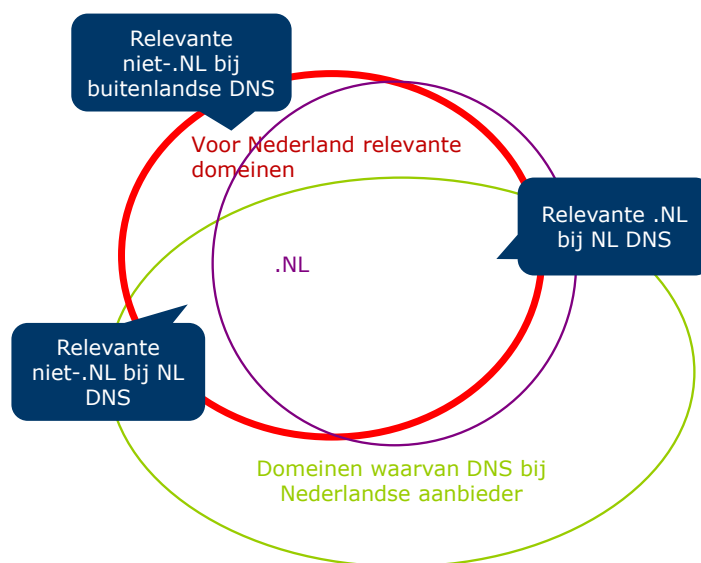 Relevante
niet-.NL bij
buitenlandse DNS
Voor Nederland relevante
domeinen
Relevante .NL
bij NL DNS
.NL
Relevante
niet-.NL bij NL
DNS
Domeinen waarvan DNS bij
Nederlandse aanbieder